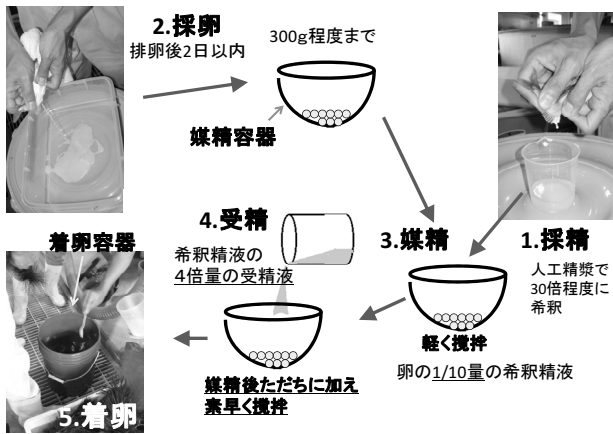 2.採卵
排卵後2日以内
300g程度まで
媒精容器
1.採精
人工精漿で
30倍程度に
希釈
3.媒精
軽く攪拌
卵の1/10量の希釈精液
4.受精
希釈精液の
4倍量の受精液
媒精後ただちに加え
素早く攪拌
着卵容器
5.着卵